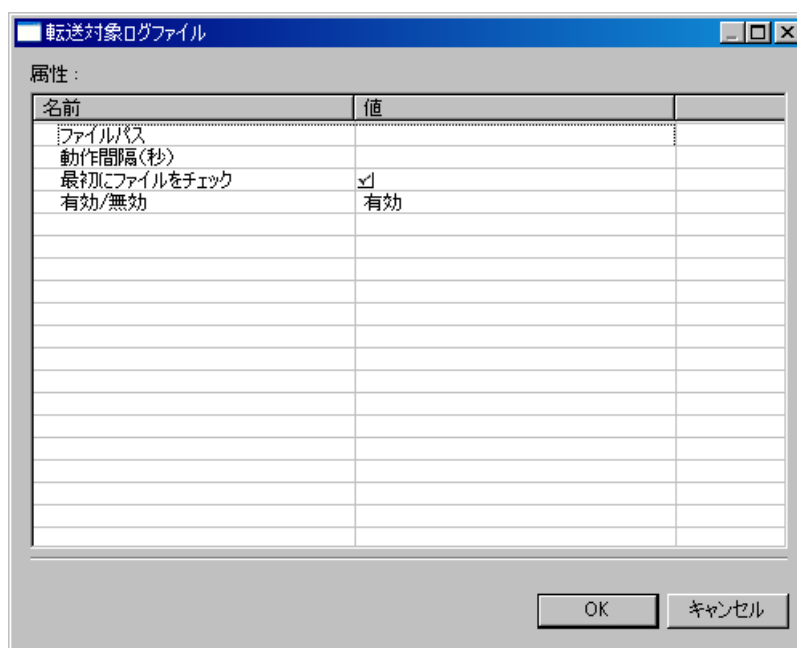 転送対象ログファイル
属性：
名前 値
ファイルパス
動作間隔(秒)
最初にファイルをチェック
有効/無効 有効
OK キャンセル